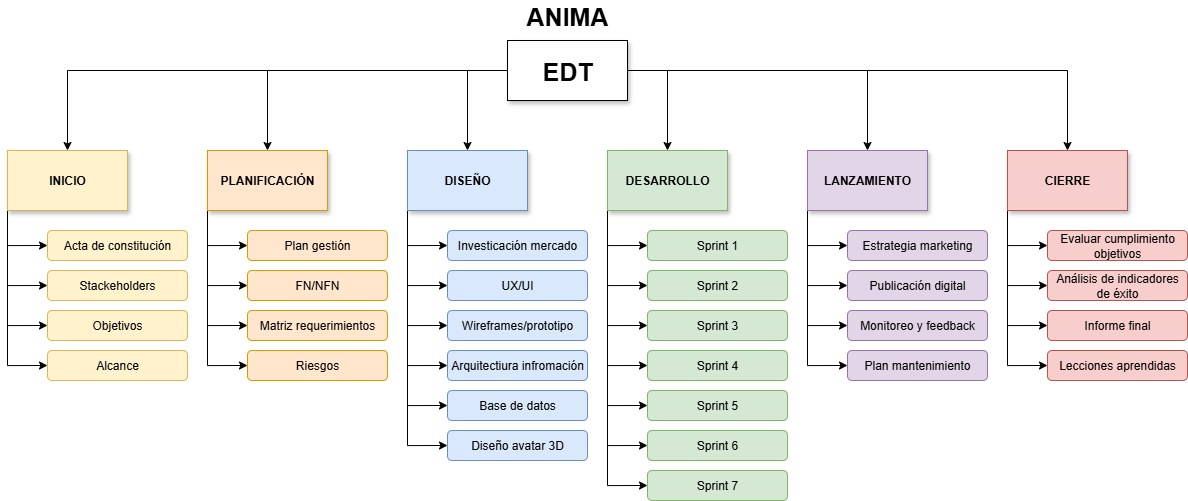 ANIMA
EDT
INICIO
PLANIFICACIÓN
DISEÑO
DESARROLLO
LANZAMIENTO
CIERRE
Acta de constitución
Stackeholders
Objetivos
Alcance
Plan gestión
FN/NFN
Matriz requerimientos
Riesgos
Investicación mercado
UX/UI
Wireframes/prototipo
Arquitectiura infromación
Base de datos
Diseño avatar 3D
Sprint 1
Sprint 2
Sprint 3
Sprint 4
Sprint 5
Sprint 6
Sprint 7
Estrategia marketing
Publicación digital
Monitoreo y feedback
Plan mantenimiento
Evaluar cumplimiento
objetivos
Análisis de indicadores
de éxito
Informe final
Lecciones aprendidas